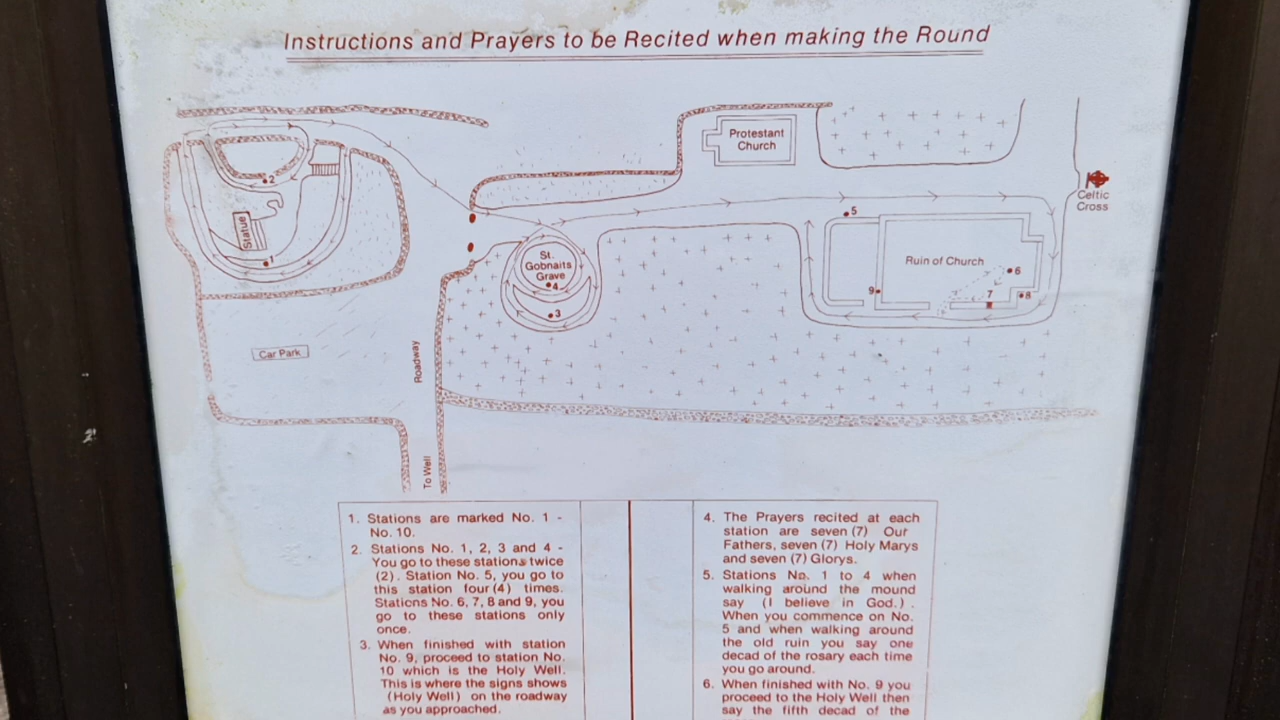 Instructions and Prayers to be Recited when making the Round
Protestant
Church
Celtic
Cross
2
Statue
1
St.
Gobnaits
Grave
4
3
5
Ruin of Church
6
7
8
9
Car Park
Roadway
To Well
1. Stations are marked No. 1 -
No. 10.
2. Stations No. 1, 2, 3 and 4 -
You go to these stations twice
(2). Station No. 5, you go to
this station four (4) times.
Stations No. 6, 7, 8 and 9, you
go to these stations only
once.
3. When finished with station
No. 9, proceed to station No.
10 which is the Holy Well.
This is where the signs shows
(Holy Well) on the roadway
as you approached.
4. The Prayers recited at each
station are seven (7) Our
Fathers, seven (7) Holy Marys
and seven (7) Glorys.
5. Stations No. 1 to 4 when
walking around the mound
say (I believe in God.).
When you commence on No.
5 and when walking around
the old ruin you say one
decad of the rosary each time
you go around.
6. When finished with No. 9 you
proceed to the Holy Well then
say the fifth decad of the